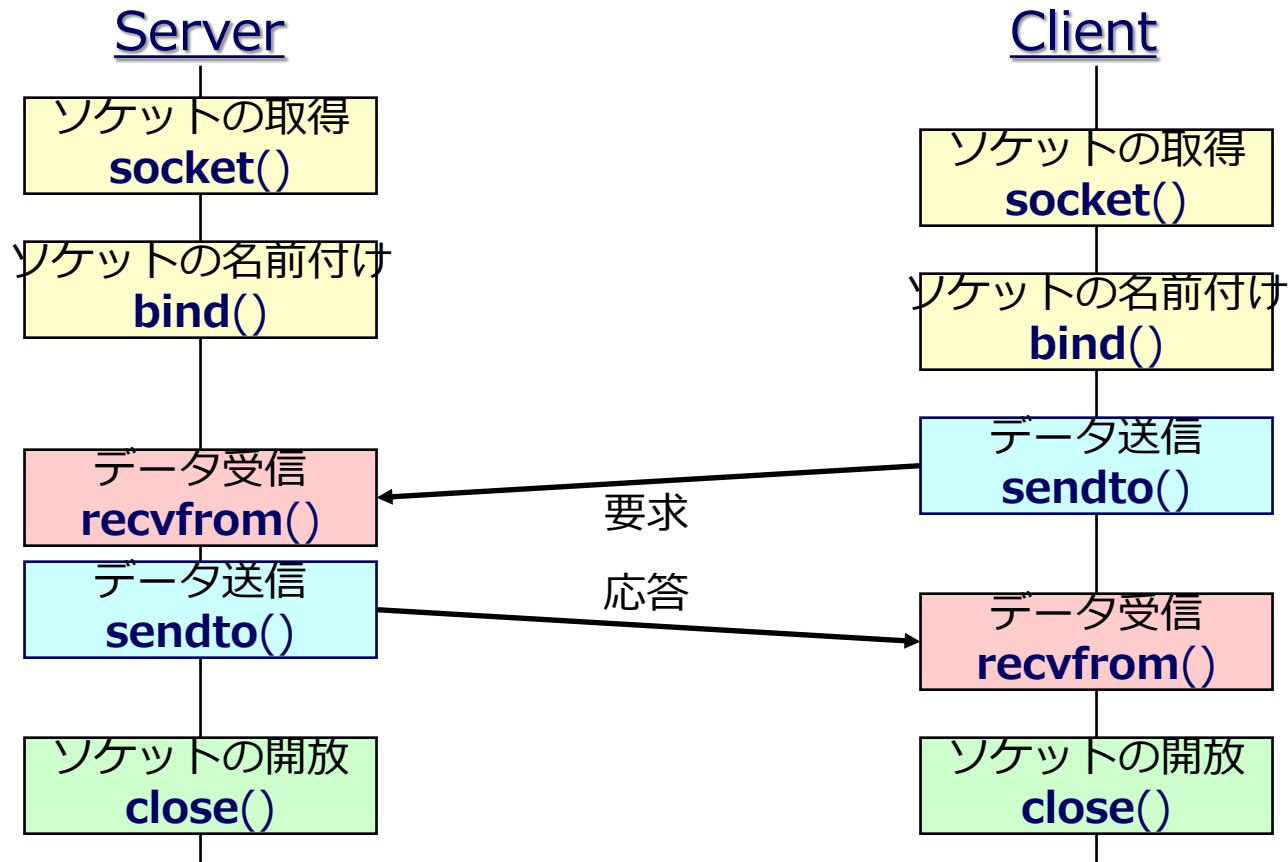 Server
ソケットの取得
socket()
ソケットの名前付け
bind()
データ受信
recvfrom()
データ送信
sendto()
ソケットの開放
close()
要求
応答
Client
ソケットの取得
socket()
ソケットの名前付け
bind()
データ送信
sendto()
データ受信
recvfrom()
ソケットの開放
close()